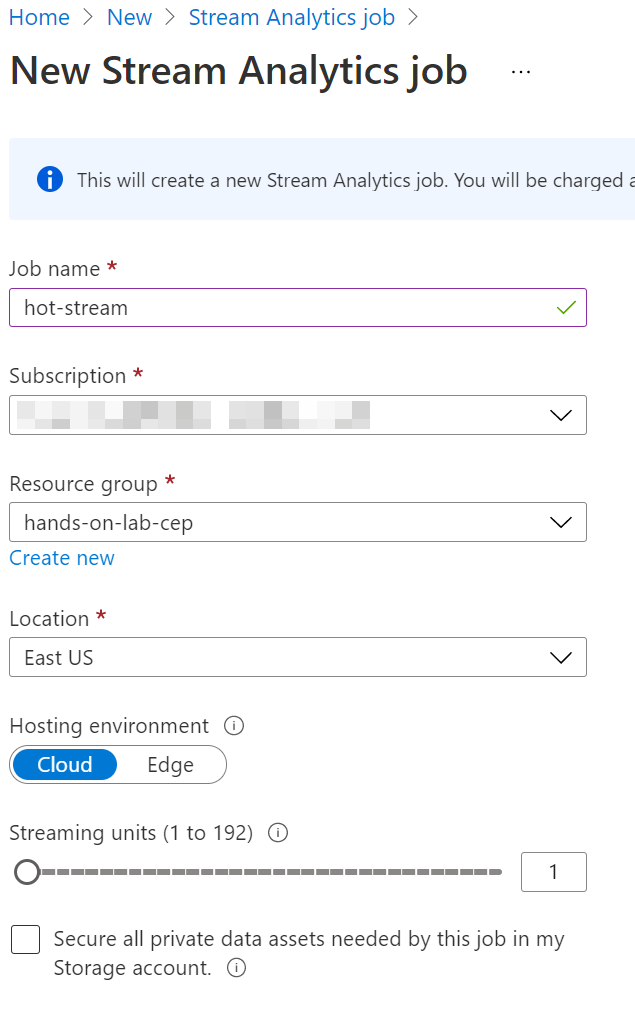 Home > New > Stream Analytics job >
New Stream Analytics job ...
This will create a new Stream Analytics job. You will be charged a
Job name *
hot-stream
Subscription *
Resource group *
hands-on-lab-cep
Create new
Location *
East US
Hosting environment
Cloud Edge
Streaming units (1 to 192)
1
Secure all private data assets needed by this job in my
Storage account.